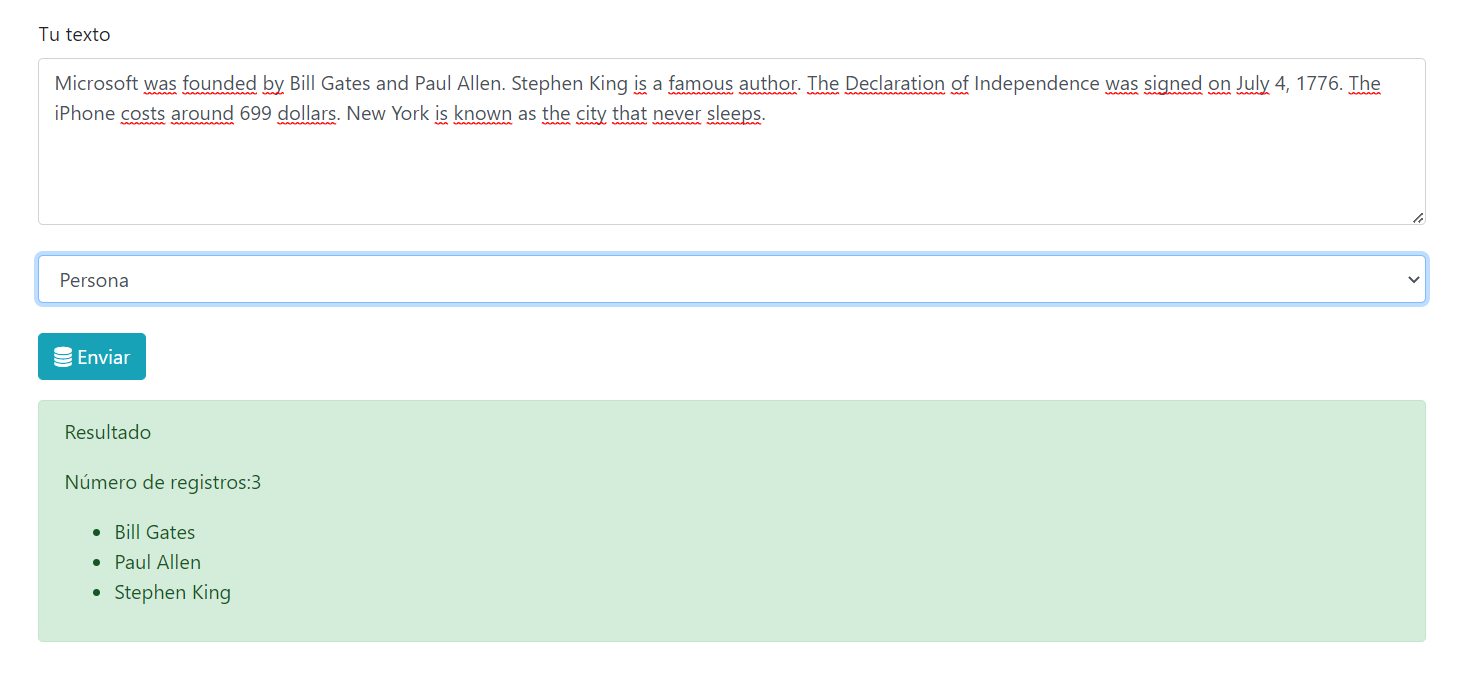 Tu texto
Microsoft was founded by Bill Gates and Paul Allen. Stephen King is a famous author. The Declaration of Independence was signed on July 4, 1776. The
iPhone costs around 699 dollars. New York is known as the city that never sleeps.
Persona
Enviar
Resultado
Número de registros:3
Bill Gates
Paul Allen
Stephen King